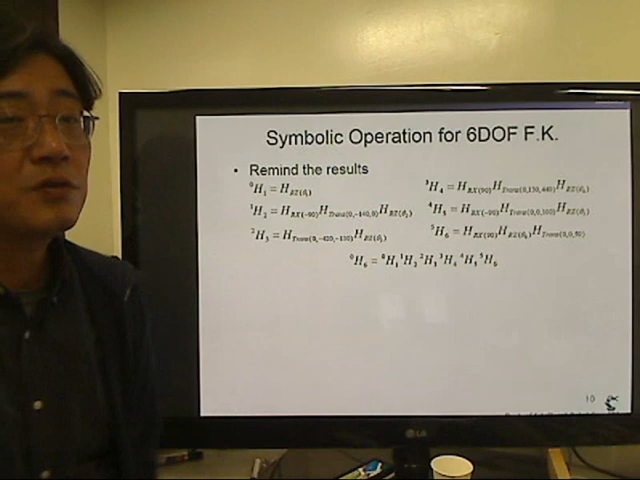 Symbolic Operation for 6DOF F.K.
• Remind the results
⁰H₁ = H_RZ(θ₁)
¹H₂ = H_RX(-90) H_Trans(0,-140,0) H_RZ(θ₂)
²H₃ = H_Trans(0,-420,-130) H_RZ(θ₃)
³H₄ = H_RX(90) H_Trans(0,130,440) H_RZ(θ₄)
⁴H₅ = H_RX(-90) H_Trans(0,0,100) H_RZ(θ₅)
⁵H₆ = H_RX(90) H_RZ(θ₆) H_Trans(0,0,50)
⁰H₆ = ⁰H₁ ¹H₂ ²H₃ ³H₄ ⁴H₅ ⁵H₆
10
LG